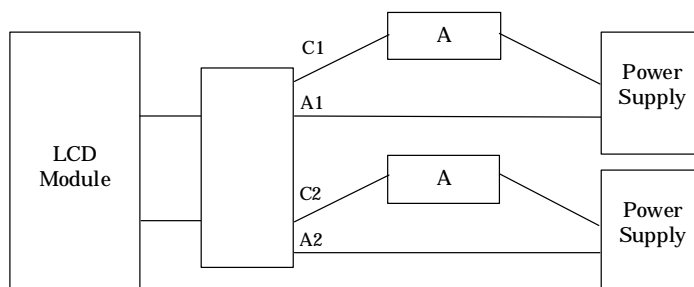 C1
A
Power
Supply
A1
LCD
Module
C2
A
Power
Supply
A2